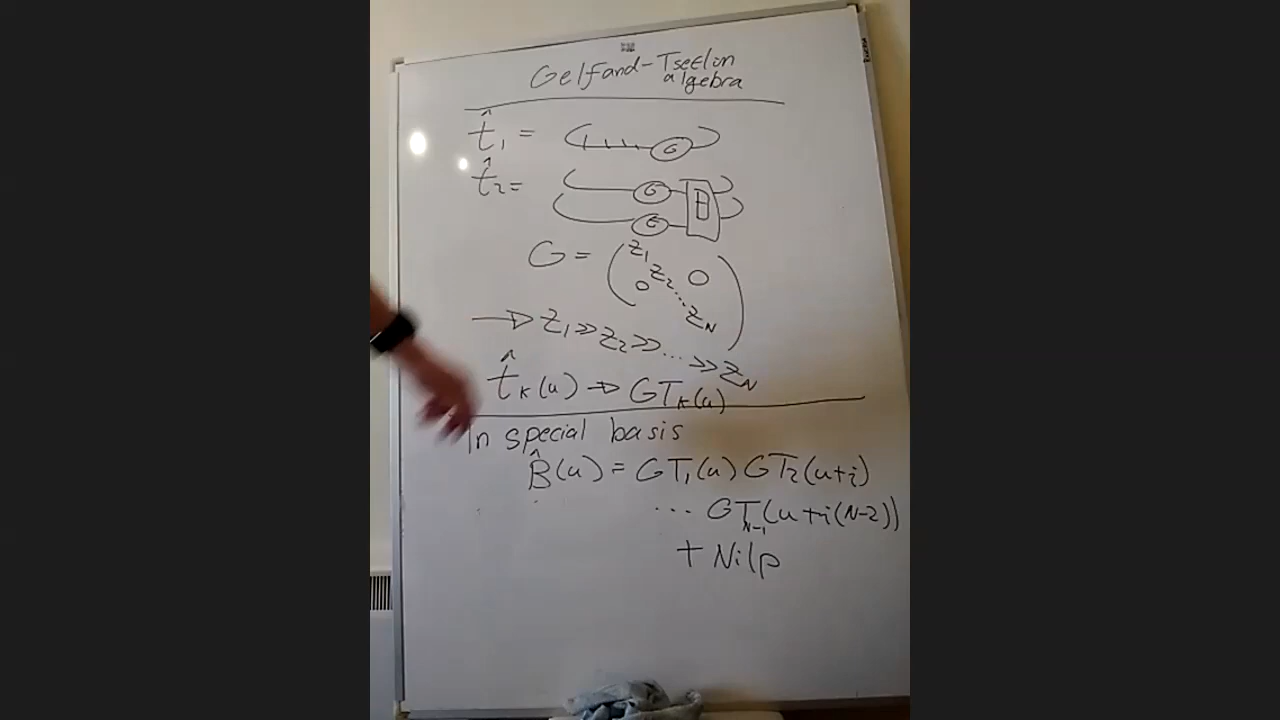 Gelfand-Tsetlin
algebra
t̂₁ = G
t̂₂ = G
G
G = (z₁ z₂ 0
0 ... z_N)
→ z₁ ≫ z₂ ≫ ... ≫ z_N
t̂_K(u) → GT_K(u)
In special basis
B̂(u) = GT₁(u) GT₂(u+i)
... GT_{N-1}(u+i(N-2))
+ Nilp